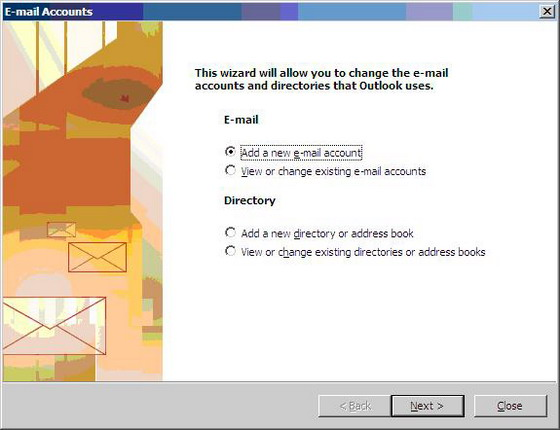 E-mail Accounts
This wizard will allow you to change the e-mail
accounts and directories that Outlook uses.
E-mail
Add a new e-mail account
View or change existing e-mail accounts
Directory
Add a new directory or address book
View or change existing directories or address books
< Back
Next >
Close